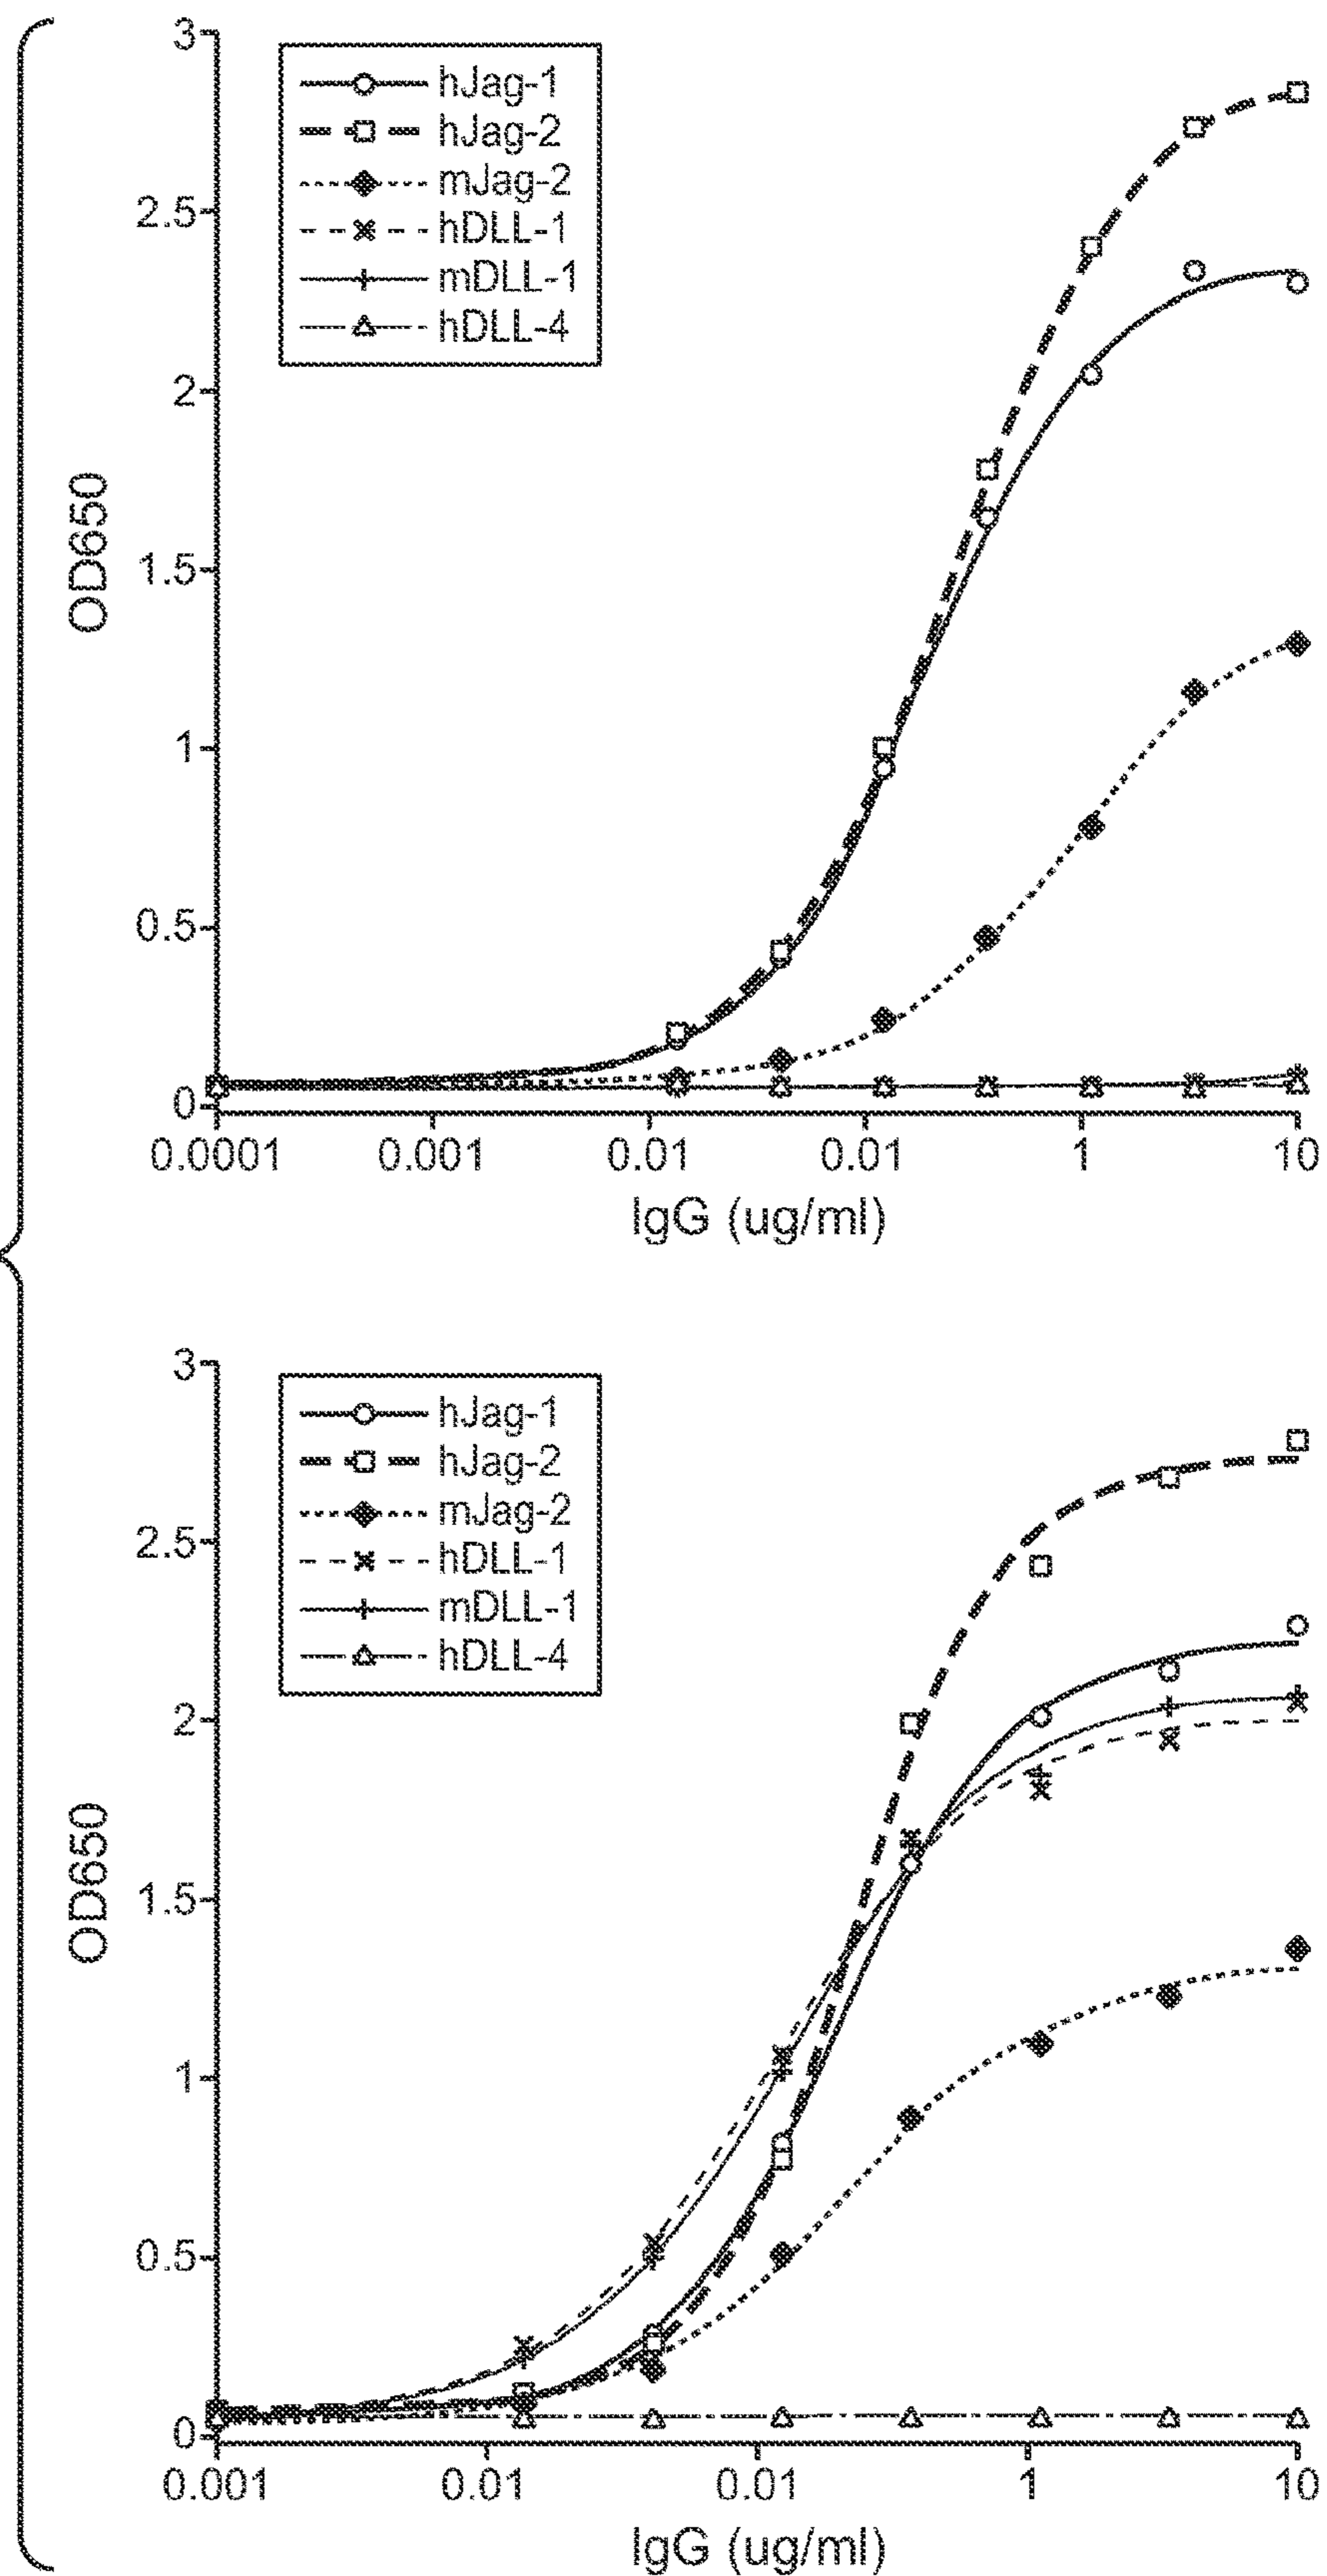 3
hJag-1
hJag-2
mJag-2
hDLL-1
mDLL-1
hDLL-4
2.5
2
OD650
1.5
1
0.5
0
0.0001 0.001 0.01 0.01 1 10
IgG (ug/ml)
3
hJag-1
hJag-2
mJag-2
hDLL-1
mDLL-1
hDLL-4
2.5
2
OD650
1.5
1
0.5
0
0.001 0.01 0.01 1 10
IgG (ug/ml)